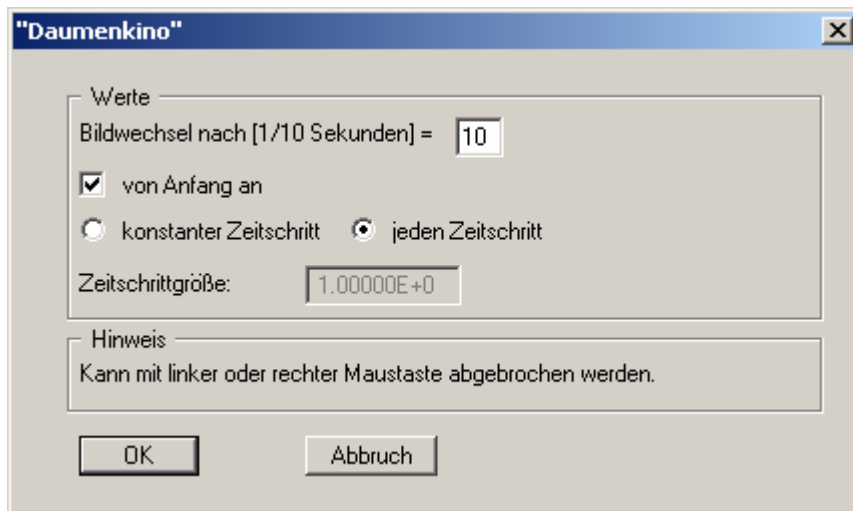 "Daumenkino"
Werte
Bildwechsel nach [1/10 Sekunden] = 10
von Anfang an
konstanter Zeitschritt jeden Zeitschritt
Zeitschrittgröße: 1.00000E+0
Hinweis
Kann mit linker oder rechter Maustaste abgebrochen werden.
OK Abbruch